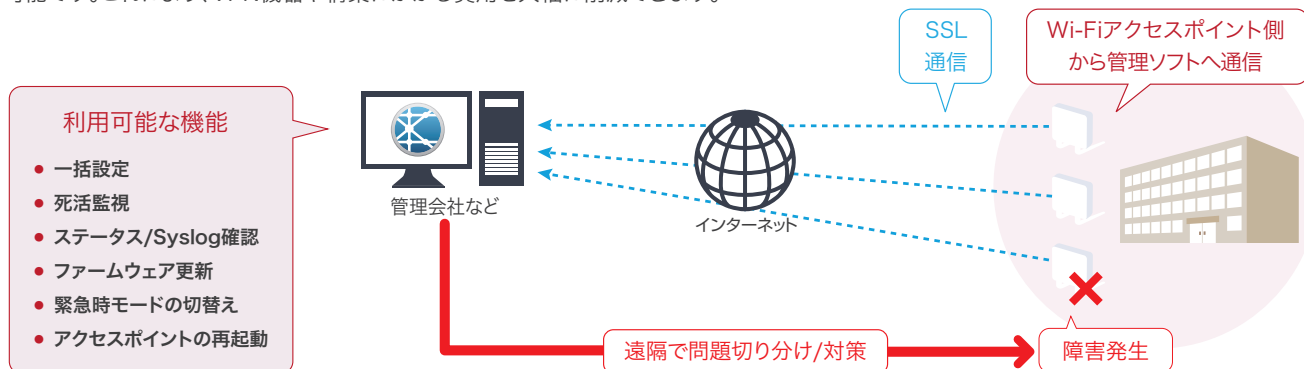 SSL
通信
Wi-Fiアクセスポイント側
から管理ソフトへ通信
利用可能な機能
● 一括設定
● 死活監視
● ステータス/Syslog確認
● ファームウェア更新
● 緊急時モードの切替え
● アクセスポイントの再起動
管理会社など
インターネット
遠隔で問題切り分け/対策
障害発生